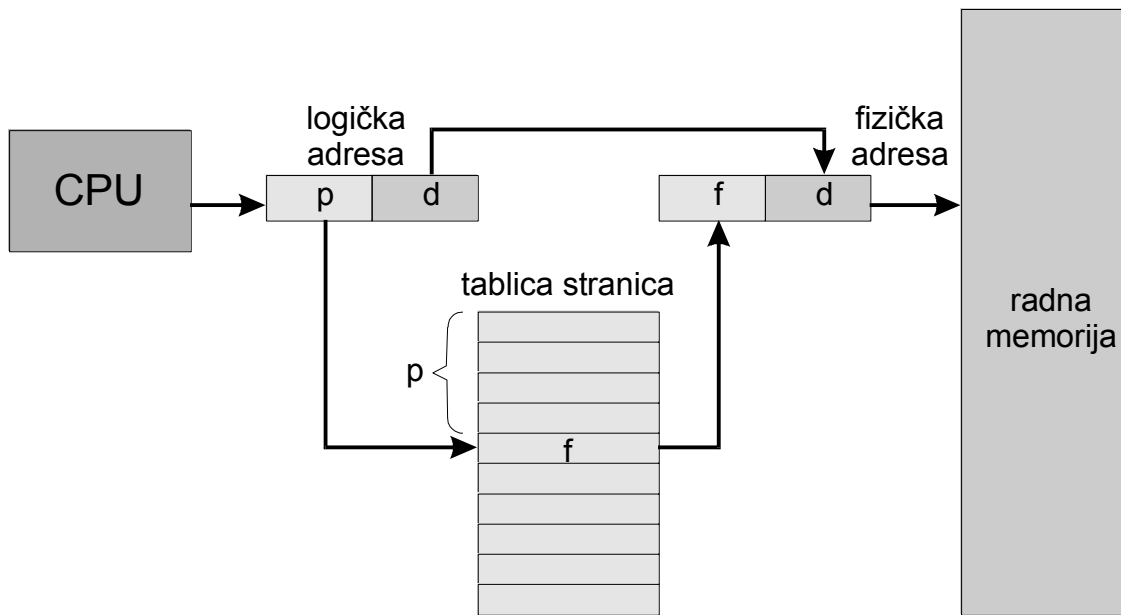 logička
adresa
fizička
adresa
CPU
p
d
f
d
tablica stranica
p
f
radna
memorija